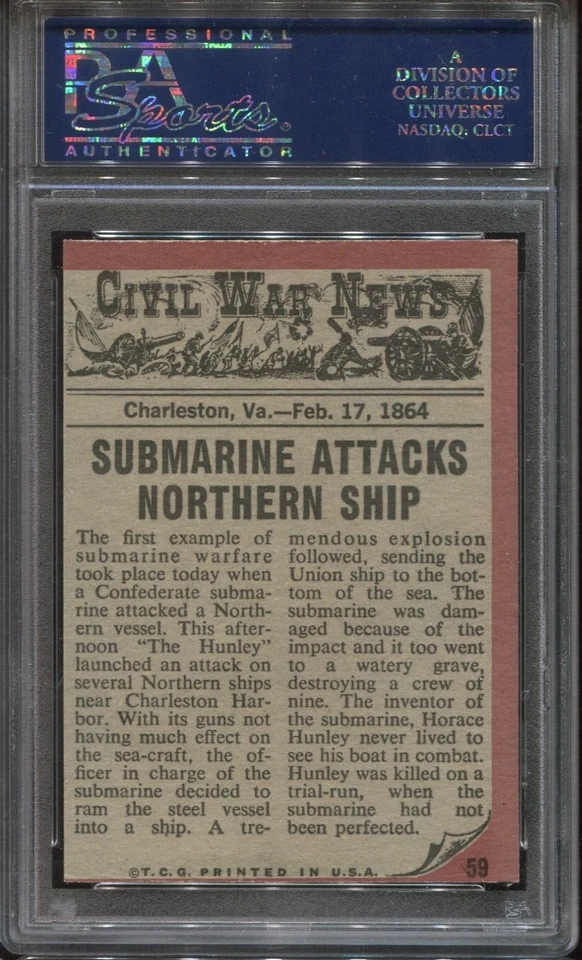 PROFESSIONAL
PSA
Sports®
AUTHENTICATOR
A
DIVISION OF
COLLECTORS
UNIVERSE
NASDAQ: CLCT
CIVIL WAR NEWS
Charleston, Va.—Feb. 17, 1864
SUBMARINE ATTACKS
NORTHERN SHIP
The first example of
submarine warfare
took place today when
a Confederate subma-
rine attacked a North-
ern vessel. This after-
noon "The Hunley"
launched an attack on
several Northern ships
near Charleston Har-
bor. With its guns not
having much effect on
the sea-craft, the of-
ficer in charge of the
submarine decided to
ram the steel vessel
into a ship. A tre-
mendous explosion
followed, sending the
Union ship to the bot-
tom of the sea. The
submarine was dam-
aged because of the
impact and it too went
to a watery grave,
destroying a crew of
nine. The inventor of
the submarine, Horace
Hunley never lived to
see his boat in combat.
Hunley was killed on a
trial-run, when the
submarine had not
been perfected.
©T.C.G. PRINTED IN U.S.A.
59
PSA